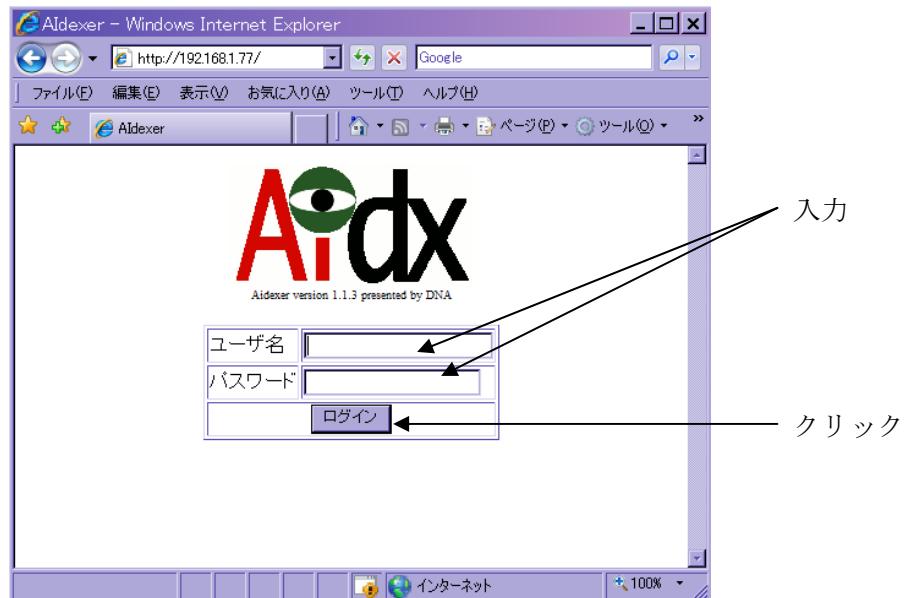 AIdexer - Windows Internet Explorer
http://192.168.1.77/
Google
ファイル(F) 編集(E) 表示(V) お気に入り(A) ツール(T) ヘルプ(H)
AIdexer
ページ(P) ツール(O) »
Aidx
Aidexer version 1.1.3 presented by DNA
入力
ユーザ名
パスワード
ログイン
クリック
インターネット
100%